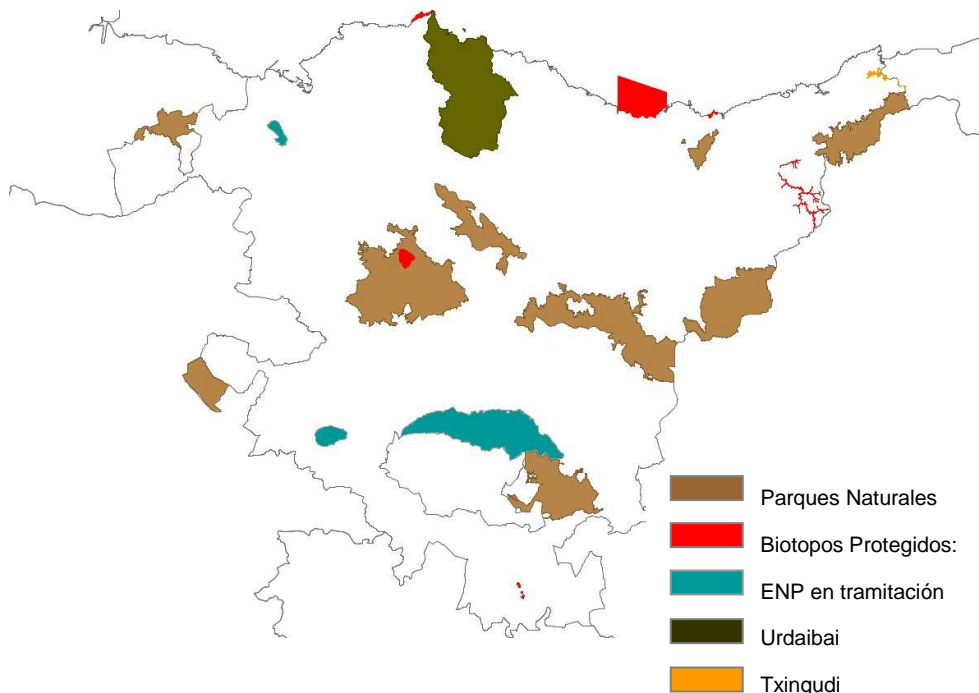 Parques Naturales
Biotopos Protegidos:
ENP en tramitación
Urdaibai
Txingudi